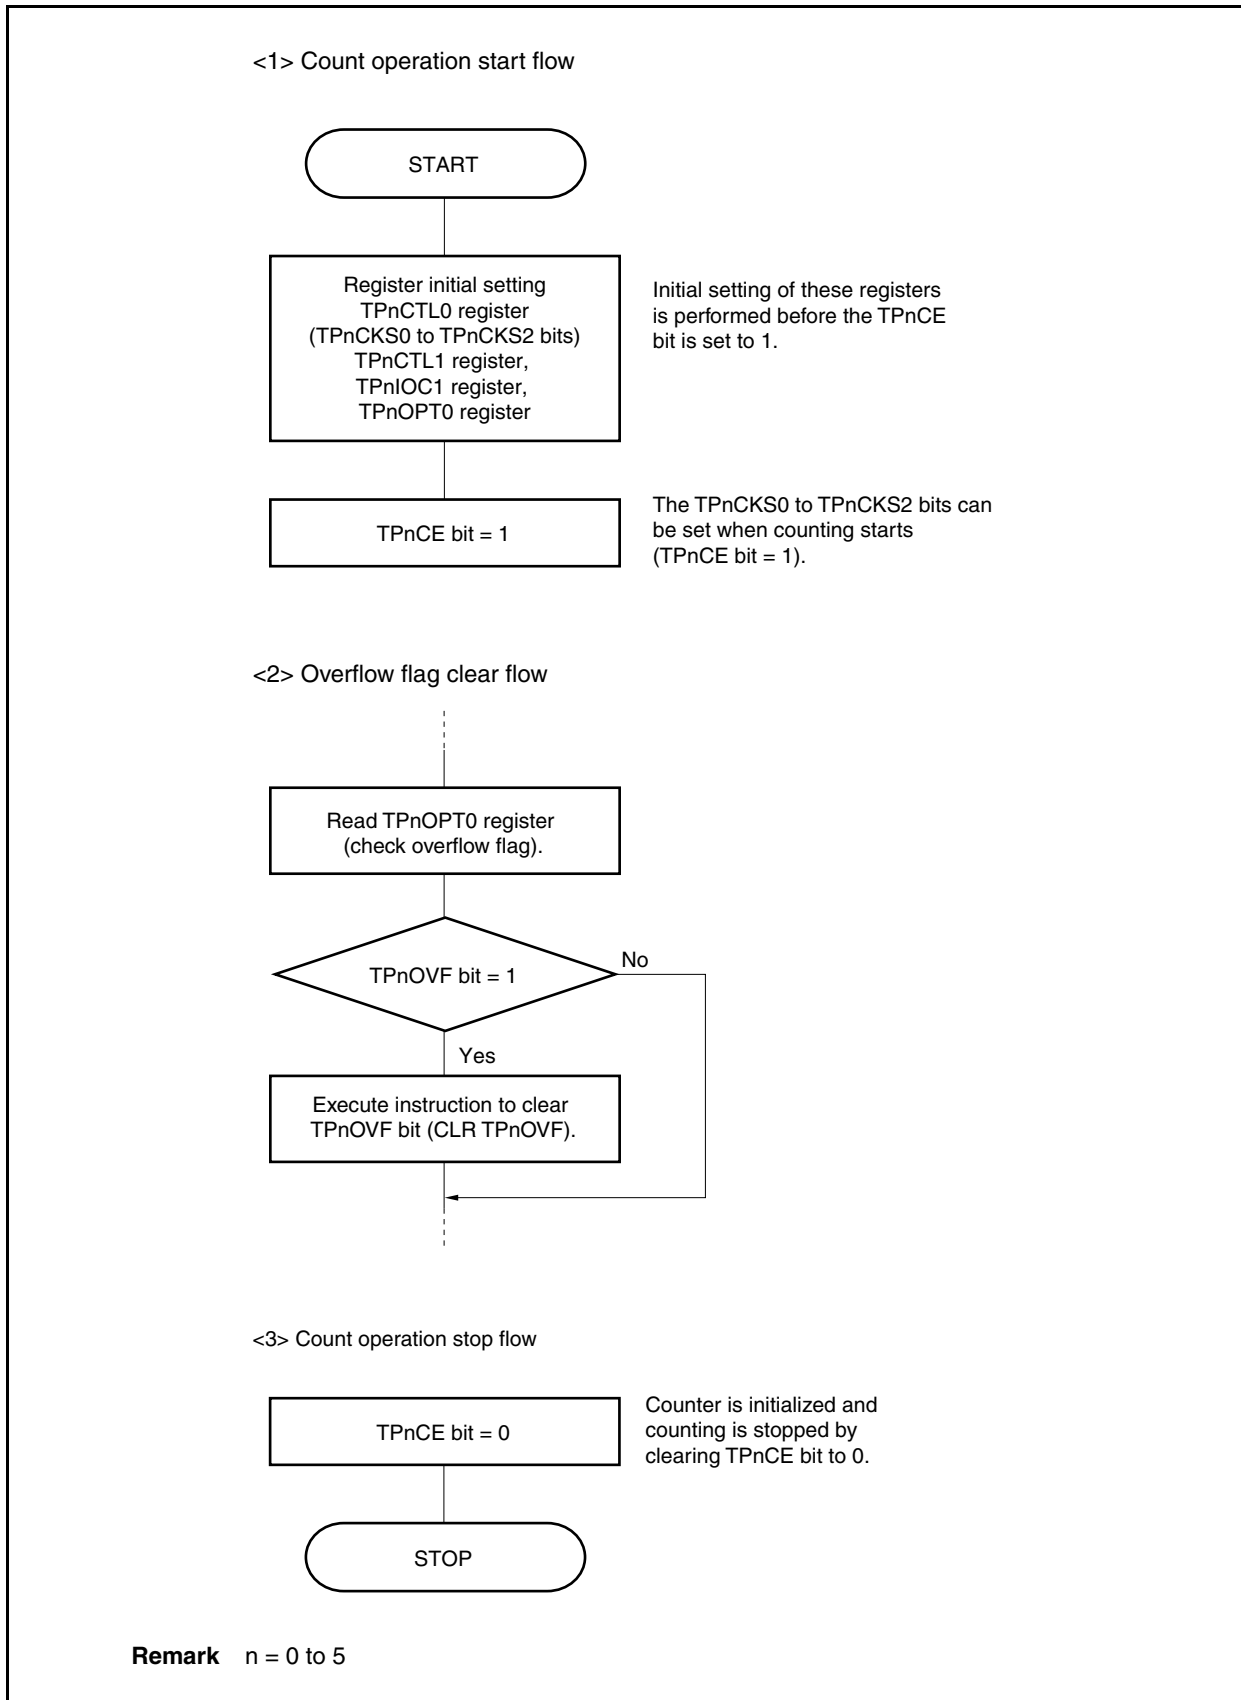 <1> Count operation start flow
START
Register initial setting
TPnCTL0 register
(TPnCKS0 to TPnCKS2 bits)
TPnCTL1 register,
TPnIOC1 register,
TPnOPT0 register
Initial setting of these registers
is performed before the TPnCE
bit is set to 1.
TPnCE bit = 1
The TPnCKS0 to TPnCKS2 bits can
be set when counting starts
(TPnCE bit = 1).
<2> Overflow flag clear flow
Read TPnOPT0 register
(check overflow flag).
TPnOVF bit = 1
No
Yes
Execute instruction to clear
TPnOVF bit (CLR TPnOVF).
<3> Count operation stop flow
TPnCE bit = 0
Counter is initialized and
counting is stopped by
clearing TPnCE bit to 0.
STOP
Remark n = 0 to 5